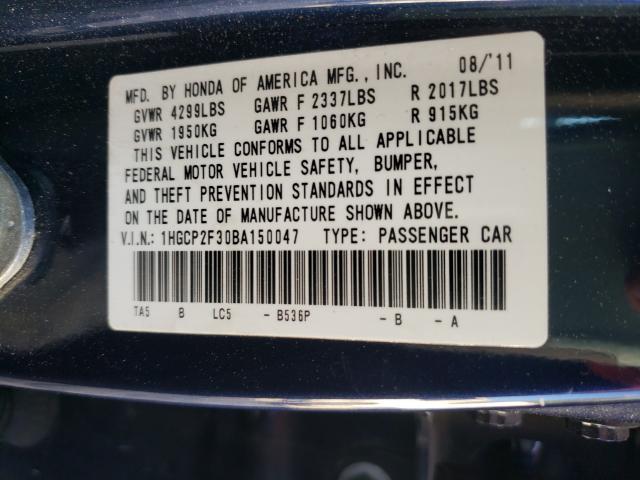 MFD. BY HONDA OF AMERICA MFG., INC. 08/'11
GVWR 4299LBS GAWR F 2337LBS R 2017LBS
GVWR 1950KG GAWR F 1060KG R 915KG
THIS VEHICLE CONFORMS TO ALL APPLICABLE
FEDERAL MOTOR VEHICLE SAFETY, BUMPER,
AND THEFT PREVENTION STANDARDS IN EFFECT
ON THE DATE OF MANUFACTURE SHOWN ABOVE.
V.I.N.: 1HGCP2F30BA150047 TYPE: PASSENGER CAR
TA5 B LC5 - B536P - B - A